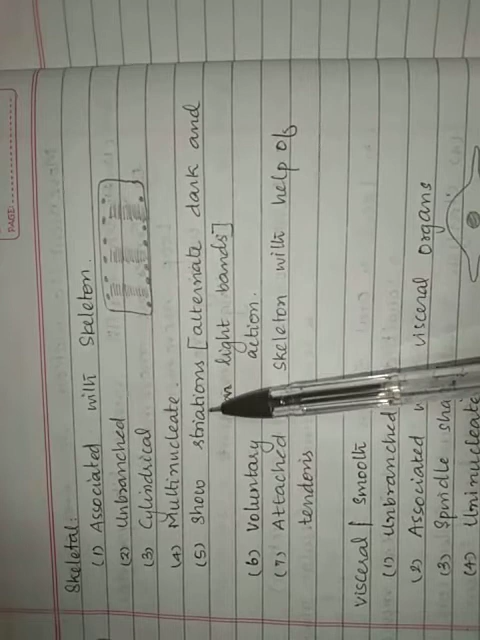 PAGE:
Skeletal:
(1) Associated with Skeleton.
(2) Unbranched
(3) Cylindrical
(4) Multinucleate.
(5) Show striations [alternate dark and
light bands]
(6) Voluntary action.
(7) Attached skeleton with help of
tendons
visceral / smooth
(1) Unbranched
(2) Associated visceral organs
(3) Spindle
(4) Uninucleate